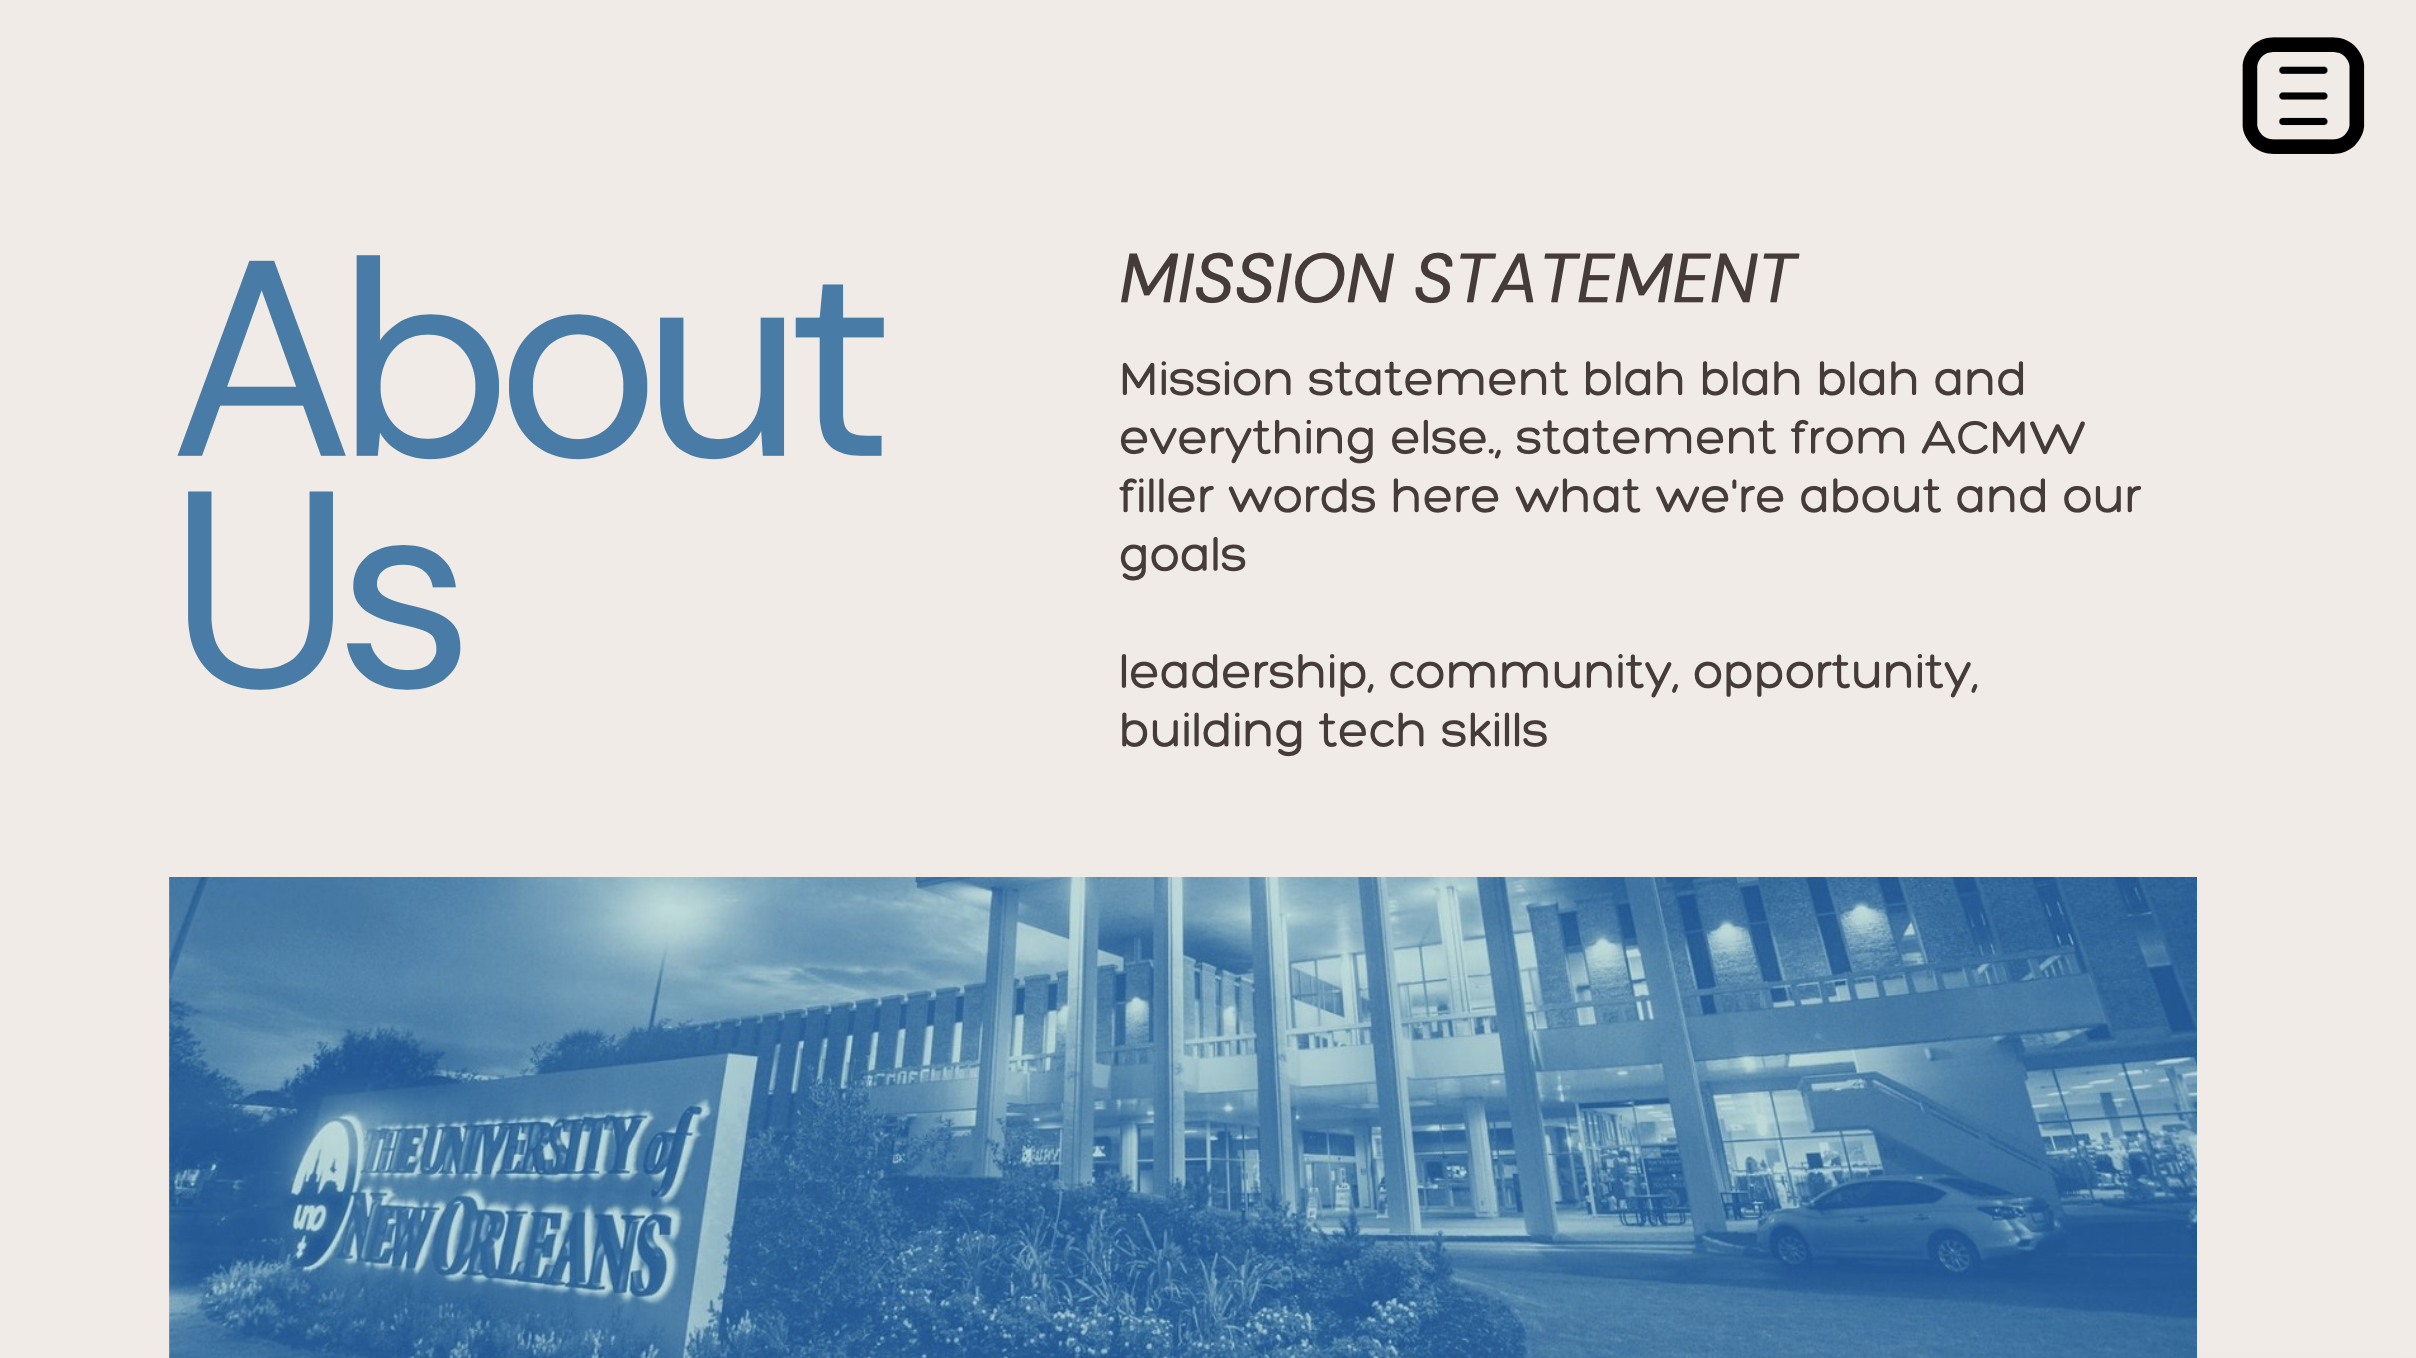 About
Us
MISSION STATEMENT
Mission statement blah blah blah and
everything else., statement from ACMW
filler words here what we're about and our
goals
leadership, community, opportunity,
building tech skills
THE UNIVERSITY of
NEW ORLEANS
uno